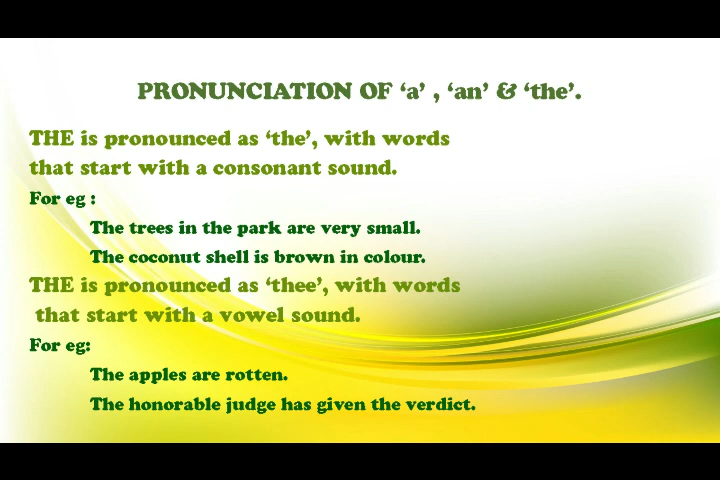 PRONUNCIATION OF ‘a’ , ‘an’ & ‘the’.
THE is pronounced as ‘the’, with words
that start with a consonant sound.
For eg :
The trees in the park are very small.
The coconut shell is brown in colour.
THE is pronounced as ‘thee’, with words
that start with a vowel sound.
For eg:
The apples are rotten.
The honorable judge has given the verdict.